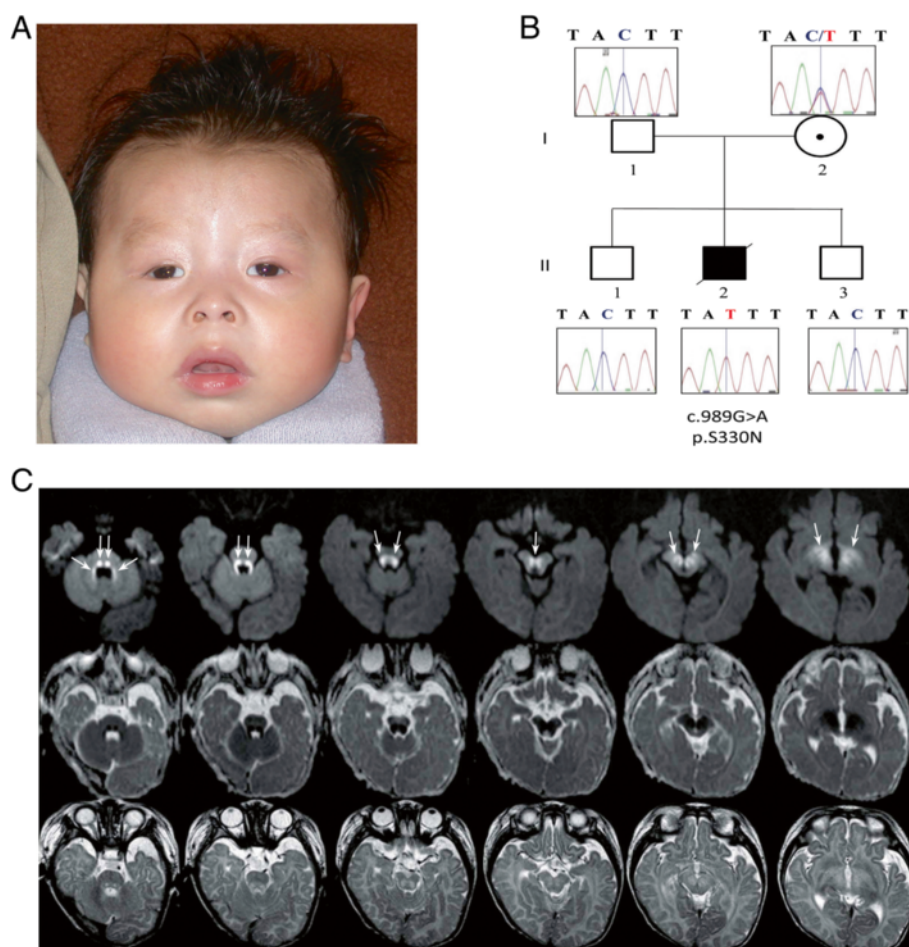 A
B
T A C T T
T A C/T T T
I
1
2
II
1
2
3
T A C T T
T A T T T
T A C T T
c.989G>A
p.S330N
C